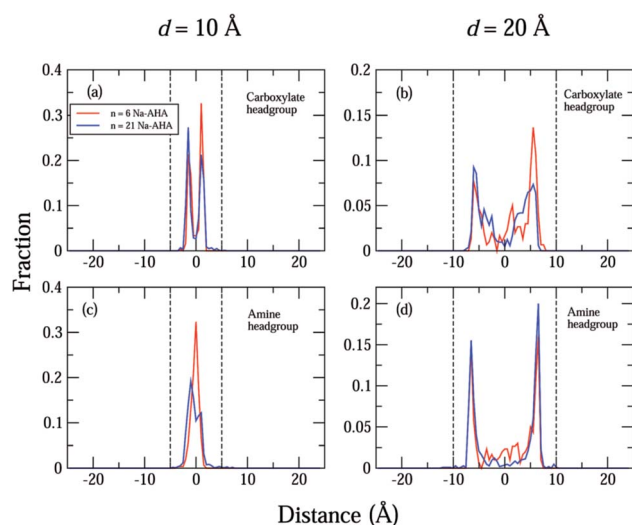 d = 10 Å
d = 20 Å
0.4
(a)
Carboxylate
headgroup
n = 6 Na-AHA
n = 21 Na-AHA
0.3
0.2
0.1
0
-20 -10 0 10 20
0.2
(b)
Carboxylate
headgroup
0.15
0.1
0.05
0
-20 -10 0 10 20
Fraction
0.4
(c)
Amine
headgroup
0.3
0.2
0.1
0
-20 -10 0 10 20
(d)
Amine
headgroup
0.2
0.15
0.1
0.05
0
-20 -10 0 10 20
Distance (Å)